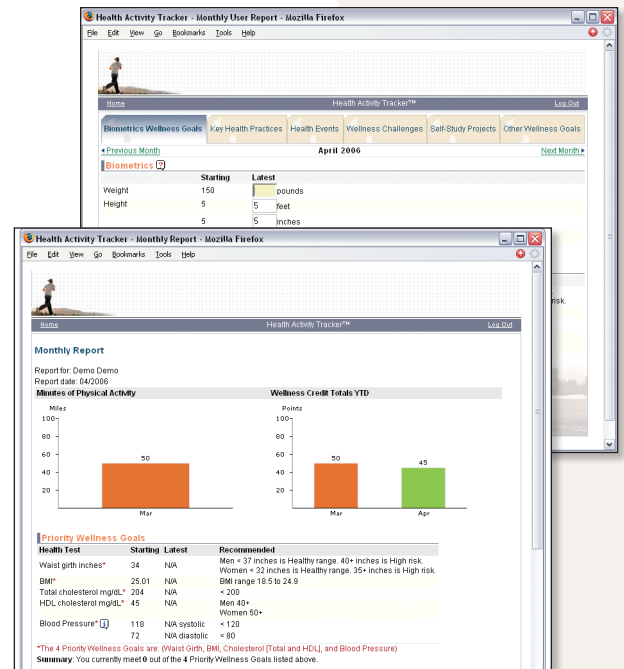 Health Activity Tracker - Monthly User Report - Mozilla Firefox
File Edit View Go Bookmarks Tools Help
Home Health Activity Tracker™ Log Out
Biometrics Wellness Goals Key Health Practices Health Events Wellness Challenges Self-Study Projects Other Wellness Goals
Previous Month April 2006 Next Month
Biometrics ?
Starting Latest
Weight 150 pounds
Height 5 5 feet
5 5 inches
risk.
Health Activity Tracker - Monthly Report - Mozilla Firefox
File Edit View Go Bookmarks Tools Help
Home Health Activity Tracker™ Log Out
Monthly Report
Report for: Demo Demo
Report date: 04/2006
Minutes of Physical Activity Wellness Credit Totals YTD
Miles Points
100 100
80 80
60 60
50 50 45
40 40
20 20
Mar Mar Apr
Priority Wellness Goals
Health Test Starting Latest Recommended
Waist girth inches* 34 N/A Men < 37 inches is Healthy range. 40+ inches is High risk.
Women < 32 inches is Healthy range. 35+ inches is High risk.
BMI* 25.01 N/A BMI range 18.5 to 24.9
Total cholesterol mg/dL* 204 N/A < 200
HDL cholesterol mg/dL* 45 N/A Men 40+
Women 50+
Blood Pressure* i 118 N/A systolic < 120
72 N/A diastolic < 80
*The 4 Priority Wellness Goals are: (Waist Girth, BMI, Cholesterol [Total and HDL], and Blood Pressure)
Summary: You currently meet 0 out of the 4 Priority Wellness Goals listed above.